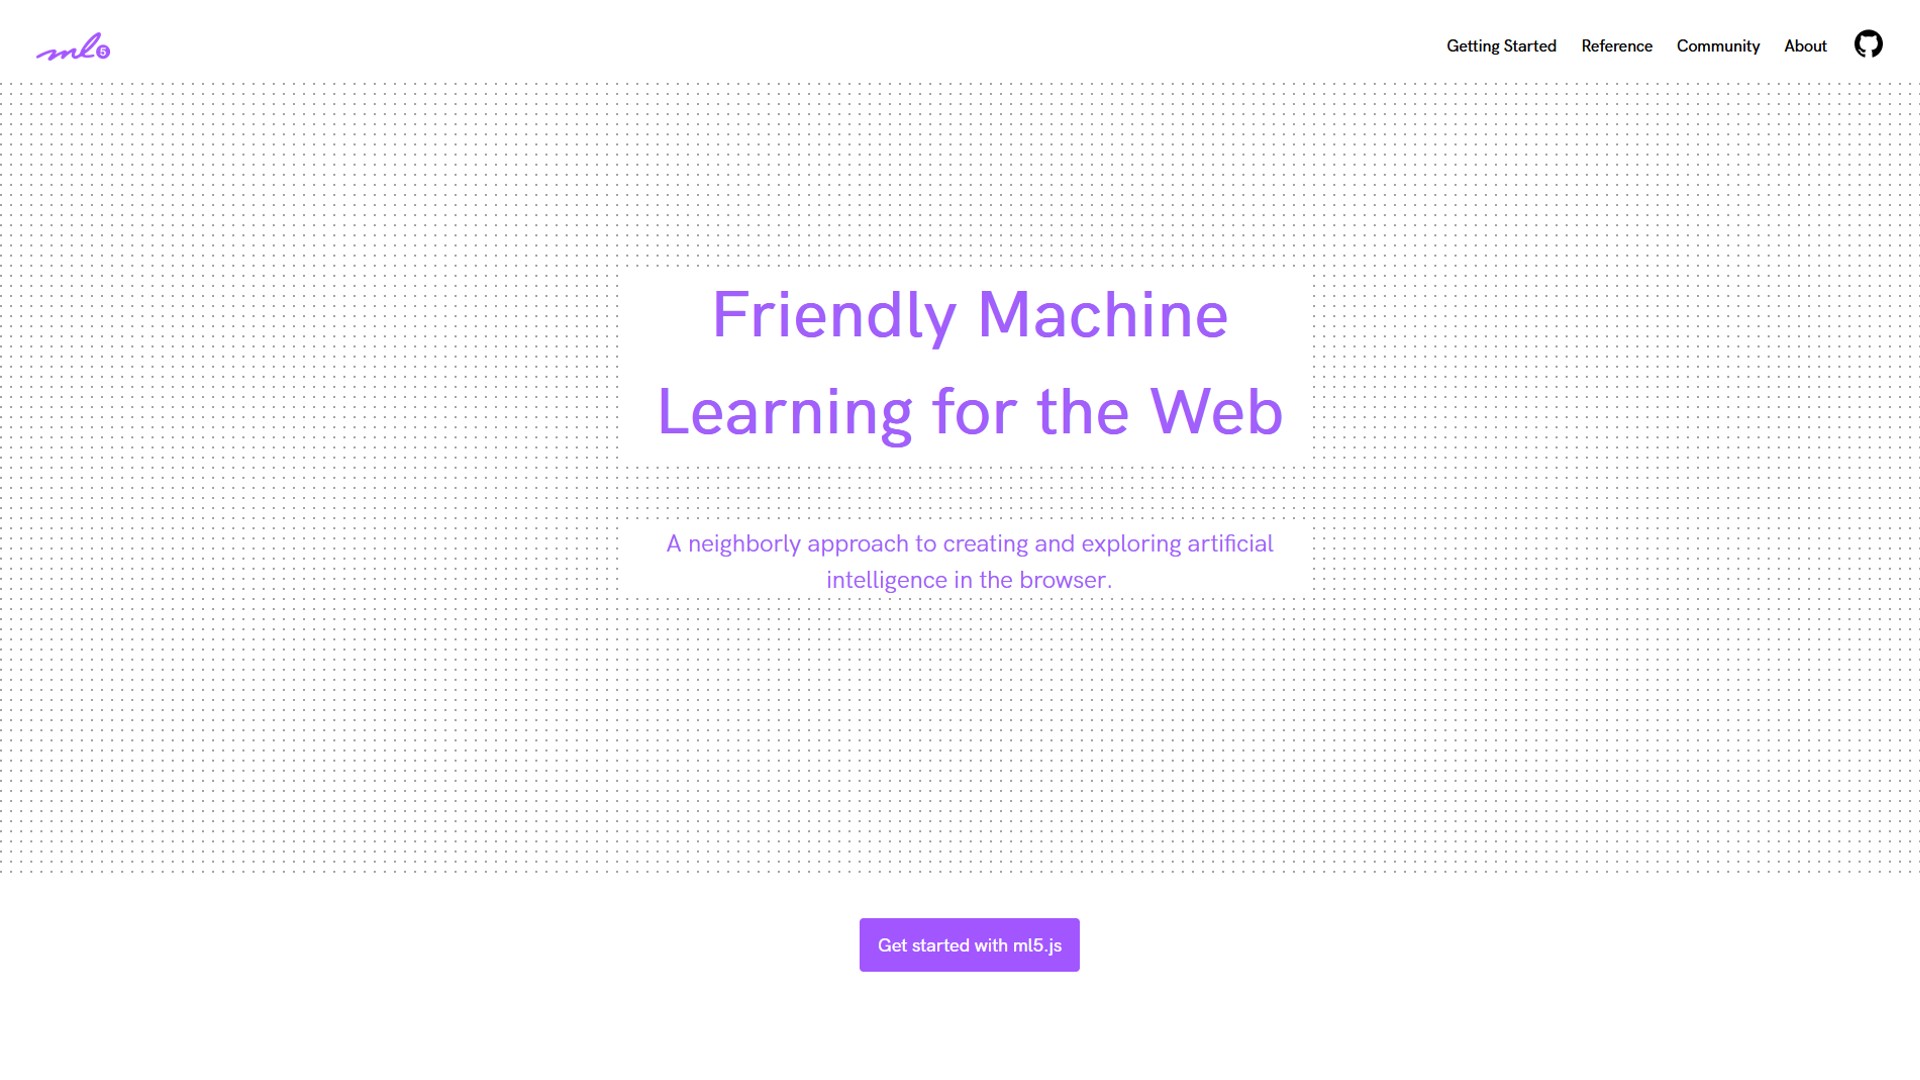 ml5
Getting Started
Reference
Community
About
Friendly Machine
Learning for the Web
A neighborly approach to creating and exploring artificial
intelligence in the browser.
Get started with ml5.js